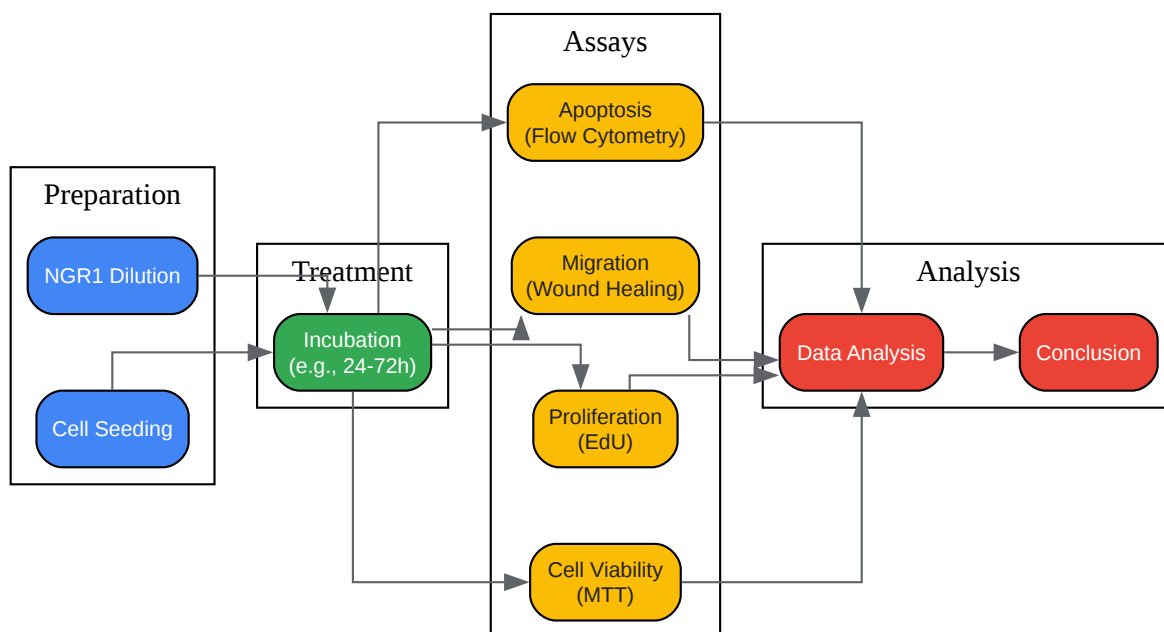 Preparation
NGR1 Dilution
Cell Seeding
Treatment
Incubation
(e.g., 24-72h)
Assays
Apoptosis
(Flow Cytometry)
Migration
(Wound Healing)
Proliferation
(EdU)
Cell Viability
(MTT)
Analysis
Data Analysis
Conclusion